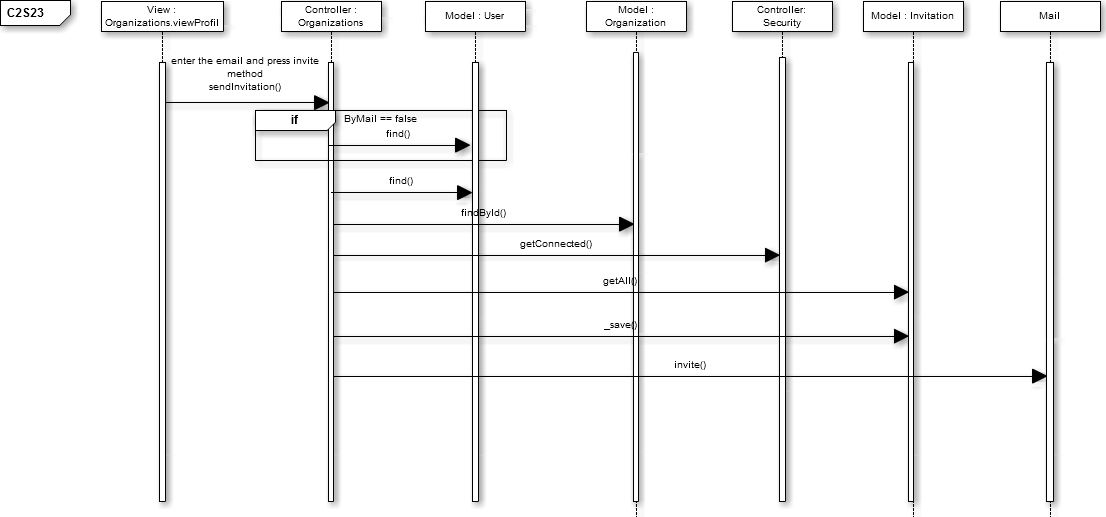 C2S23
View :
Organizations.viewProfil
Controller :
Organizations
Model : User
Model :
Organization
Controller:
Security
Model : Invitation
Mail
enter the email and press invite
method
sendInvitation()
if
ByMail == false
find()
find()
findById()
getConnected()
getAll()
_save()
invite()